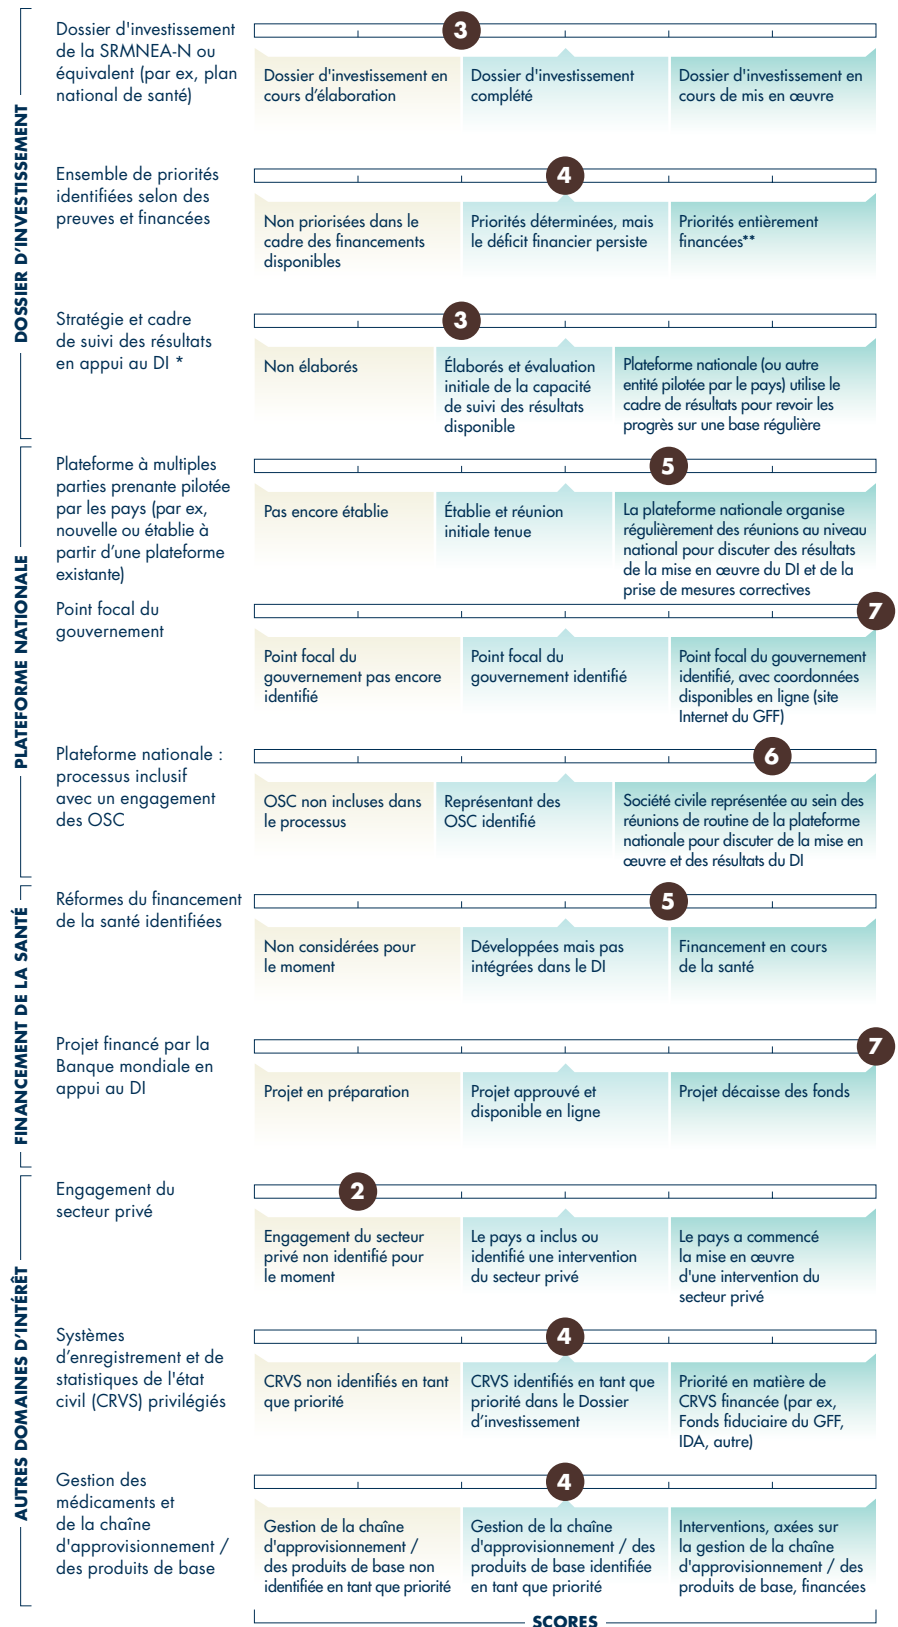 DOSSIER D'INVESTISSEMENT
Dossier d'investissement
de la SRMNEA-N ou
équivalent (par ex, plan
national de santé)
3
Dossier d'investissement en
cours d'élaboration
Dossier d'investissement
complété
Dossier d'investissement en
cours de mis en œuvre
Ensemble de priorités
identifiées selon des
preuves et financées
4
Non priorisées dans le
cadre des financements
disponibles
Priorités déterminées, mais
le déficit financier persiste
Priorités entièrement
financées**
Stratégie et cadre
de suivi des résultats
en appui au DI *
3
Non élaborés
Élaborés et évaluation
initiale de la capacité
de suivi des résultats
disponible
Plateforme nationale (ou autre
entité pilotée par le pays) utilise le
cadre de résultats pour revoir les
progrès sur une base régulière
PLATEFORME NATIONALE
Plateforme à multiples
parties prenante pilotée
par les pays (par ex,
nouvelle ou établie à
partir d'une plateforme
existante)
5
Pas encore établie
Établie et réunion
initiale tenue
La plateforme nationale organise
régulièrement des réunions au niveau
national pour discuter des résultats
de la mise en œuvre du DI et de la
prise de mesures correctives
Point focal du
gouvernement
7
Point focal du
gouvernement pas encore
identifié
Point focal du
gouvernement identifié
Point focal du gouvernement
identifié, avec coordonnées
disponibles en ligne (site
Internet du GFF)
Plateforme nationale :
processus inclusif
avec un engagement
des OSC
6
OSC non incluses dans
le processus
Représentant des
OSC identifié
Société civile représentée au sein des
réunions de routine de la plateforme
nationale pour discuter de la mise en
œuvre et des résultats du DI
FINANCEMENT DE LA SANTÉ
Réformes du financement
de la santé identifiées
5
Non considérées pour
le moment
Développées mais pas
intégrées dans le DI
Financement en cours
de la santé
Projet financé par la
Banque mondiale en
appui au DI
7
Projet en préparation
Projet approuvé et
disponible en ligne
Projet décaisse des fonds
AUTRES DOMAINES D'INTÉRÊT
Engagement du
secteur privé
2
Engagement du secteur
privé non identifié pour
le moment
Le pays a inclus ou
identifié une intervention
du secteur privé
Le pays a commencé
la mise en œuvre
d'une intervention du
secteur privé
Systèmes
d'enregistrement et de
statistiques de l'état
civil (CRVS) privilégiés
4
CRVS non identifiés en tant
que priorité
CRVS identifiés en tant que
priorité dans le Dossier
d'investissement
Priorité en matière de
CRVS financée (par ex,
Fonds fiduciaire du GFF,
IDA, autre)
Gestion des
médicaments et
de la chaîne
d'approvisionnement /
des produits de base
4
Gestion de la chaîne
d'approvisionnement /
des produits de base non
identifiée en tant que priorité
Gestion de la chaîne
d'approvisionnement / des
produits de base identifiée
en tant que priorité
Interventions, axées sur
la gestion de la chaîne
d'approvisionnement / des
produits de base, financées
SCORES